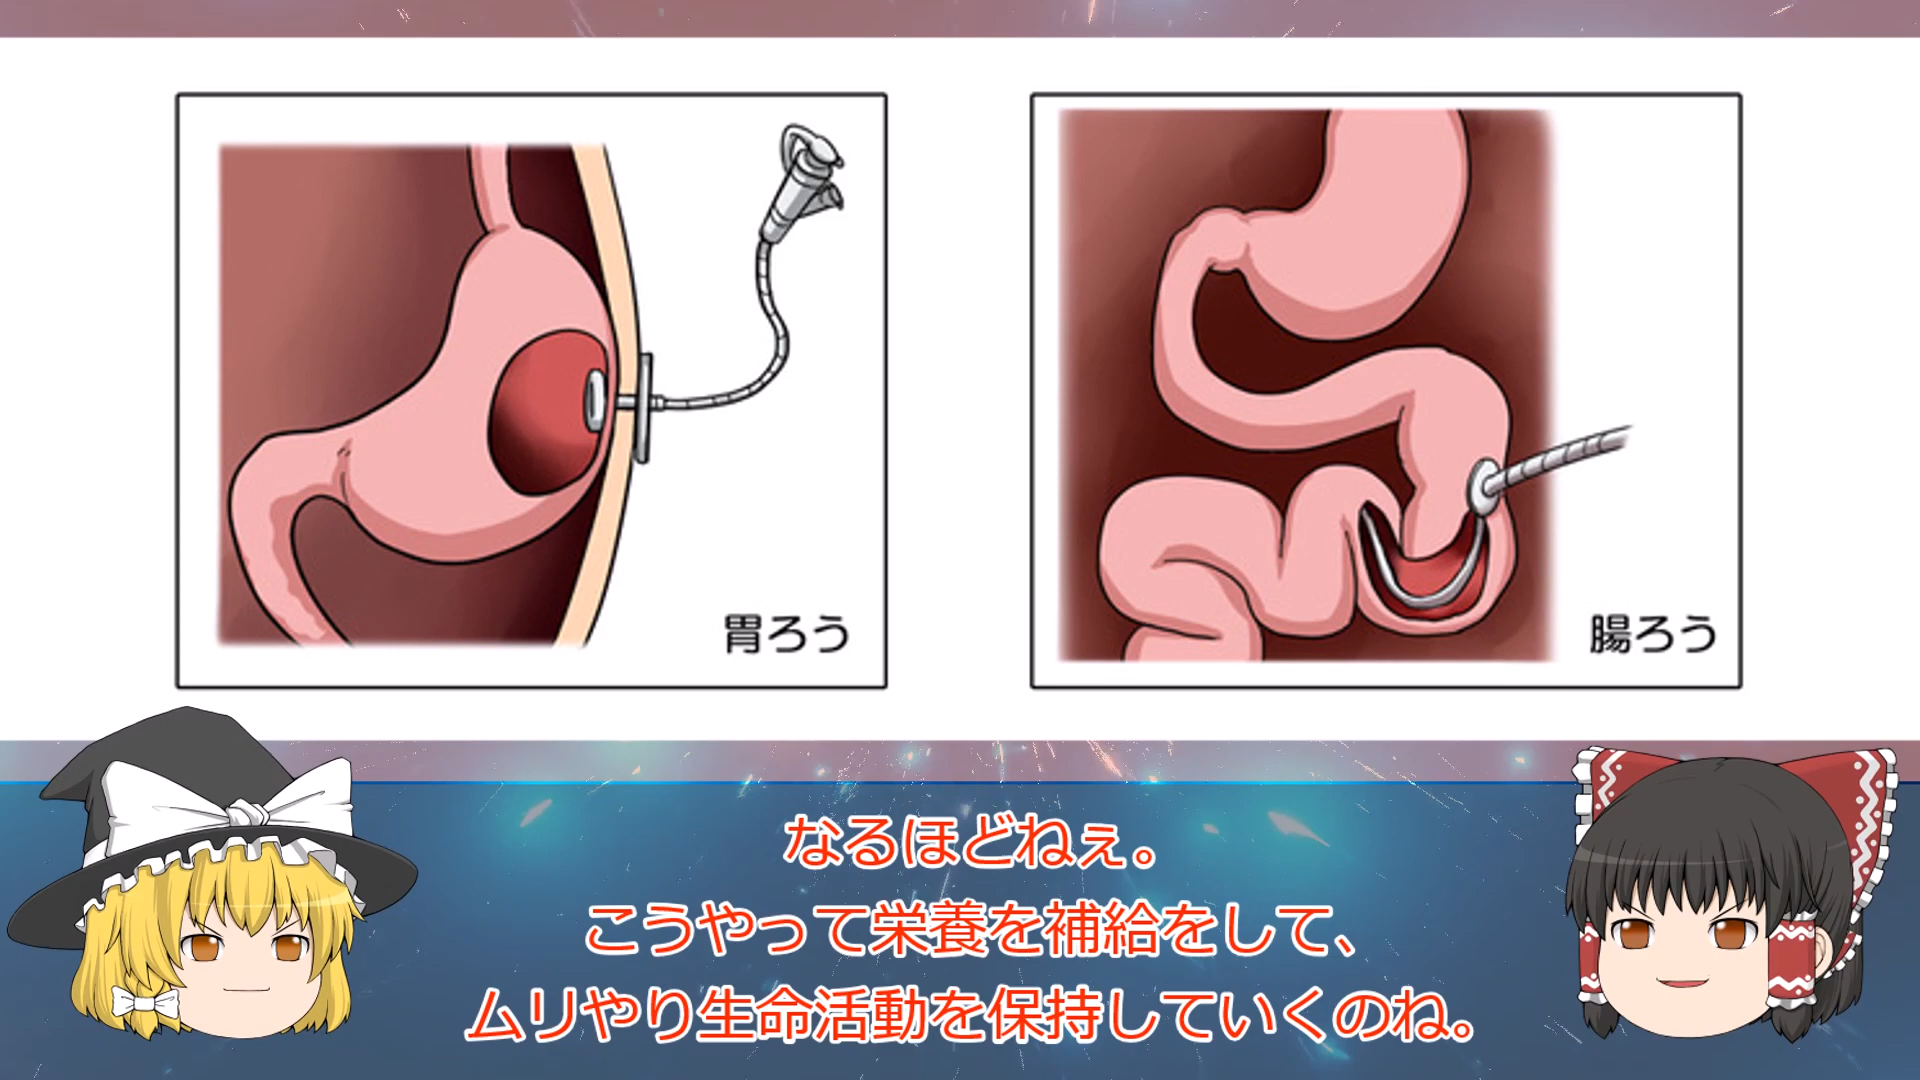 胃ろう
腸ろう
なるほどねぇ。
こうやって栄養を補給をして、
ムリやり生命活動を保持していくのね。